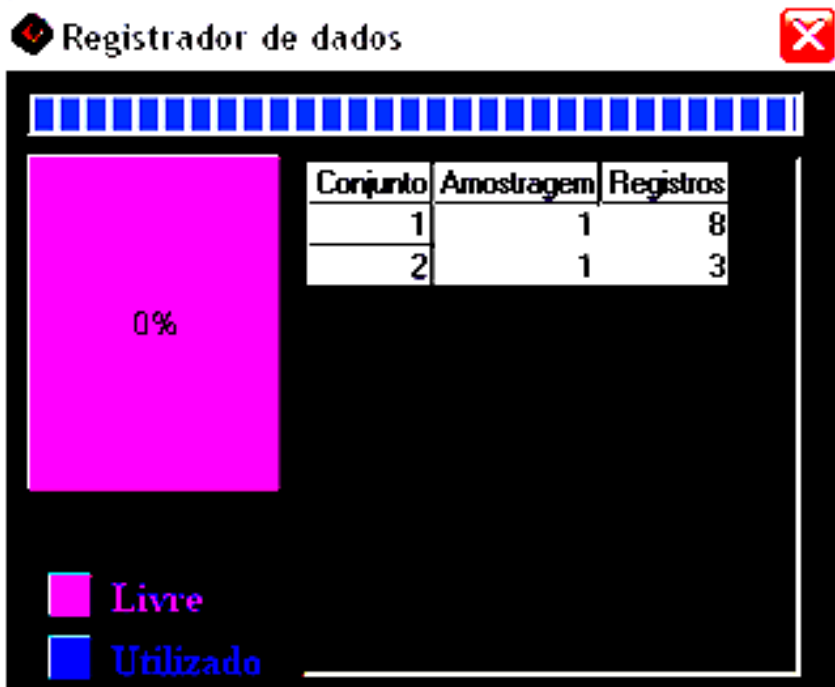 Registrador de dados
Conjunto Amostragem Registros
1 1 8
2 1 3
0%
Livre
Utilizado